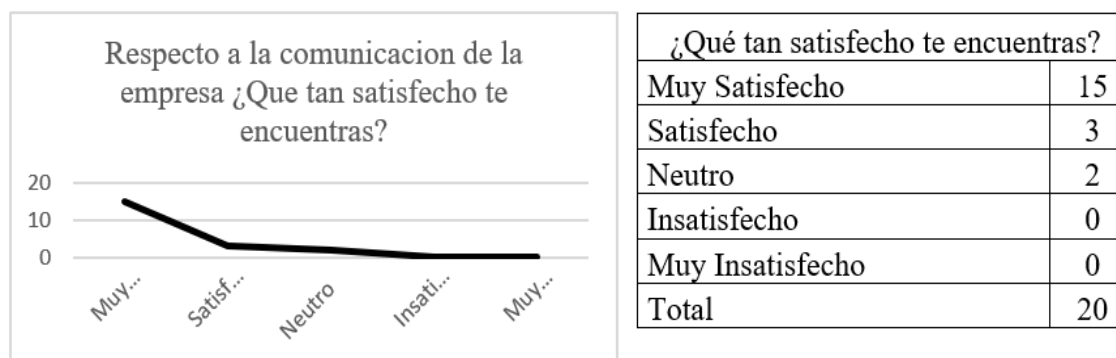 Respecto a la comunicacion de la
empresa ¿Que tan satisfecho te
encuentras?
20
10
0
Muy...
Satisf...
Neutro
Insati...
Muy...
¿Qué tan satisfecho te encuentras?
Muy Satisfecho 15
Satisfecho 3
Neutro 2
Insatisfecho 0
Muy Insatisfecho 0
Total 20